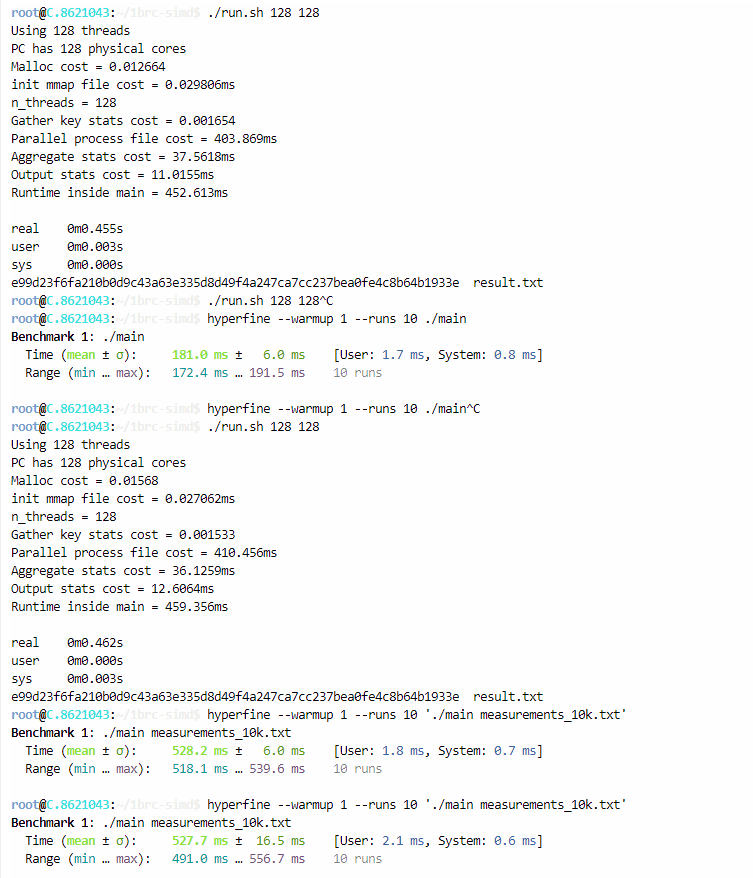 root@C.8621043:~/1brc-simd$ ./run.sh 128 128
Using 128 threads
PC has 128 physical cores
Malloc cost = 0.012664
init mmap file cost = 0.029806ms
n_threads = 128
Gather key stats cost = 0.001654
Parallel process file cost = 403.869ms
Aggregate stats cost = 37.5618ms
Output stats cost = 11.0155ms
Runtime inside main = 452.613ms
real 0m0.455s
user 0m0.003s
sys 0m0.000s
e99d23f6fa210b0d9c43a63e335d8d49f4a247ca7cc237bea0fe4c8b64b1933e result.txt
root@C.8621043:~/1brc-simd$ ./run.sh 128 128^C
root@C.8621043:~/1brc-simd$ hyperfine --warmup 1 --runs 10 ./main
Benchmark 1: ./main
Time (mean ± σ): 181.0 ms ± 6.0 ms [User: 1.7 ms, System: 0.8 ms]
Range (min … max): 172.4 ms … 191.5 ms 10 runs
root@C.8621043:~/1brc-simd$ hyperfine --warmup 1 --runs 10 ./main^C
root@C.8621043:~/1brc-simd$ ./run.sh 128 128
Using 128 threads
PC has 128 physical cores
Malloc cost = 0.01568
init mmap file cost = 0.027062ms
n_threads = 128
Gather key stats cost = 0.001533
Parallel process file cost = 410.456ms
Aggregate stats cost = 36.1259ms
Output stats cost = 12.6064ms
Runtime inside main = 459.356ms
real 0m0.462s
user 0m0.000s
sys 0m0.003s
e99d23f6fa210b0d9c43a63e335d8d49f4a247ca7cc237bea0fe4c8b64b1933e result.txt
root@C.8621043:~/1brc-simd$ hyperfine --warmup 1 --runs 10 './main measurements_10k.txt'
Benchmark 1: ./main measurements_10k.txt
Time (mean ± σ): 528.2 ms ± 6.0 ms [User: 1.8 ms, System: 0.7 ms]
Range (min … max): 518.1 ms … 539.6 ms 10 runs
root@C.8621043:~/1brc-simd$ hyperfine --warmup 1 --runs 10 './main measurements_10k.txt'
Benchmark 1: ./main measurements_10k.txt
Time (mean ± σ): 527.7 ms ± 16.5 ms [User: 2.1 ms, System: 0.6 ms]
Range (min … max): 491.0 ms … 556.7 ms 10 runs